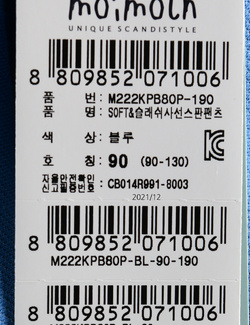 moimoln
UNIQUE SCANDISTYLE
8 809852 071006
품 번: M222KPB80P-190
품 명: SOFT&슬래쉬사선스판팬츠
색 상: 블루
호 칭: 90 (90-130)
자율안전확인
신고필증번호 : CB014R991-8003
2021/12
8 809852 071006
M222KPB80P-BL-90-190
8 809852 071006